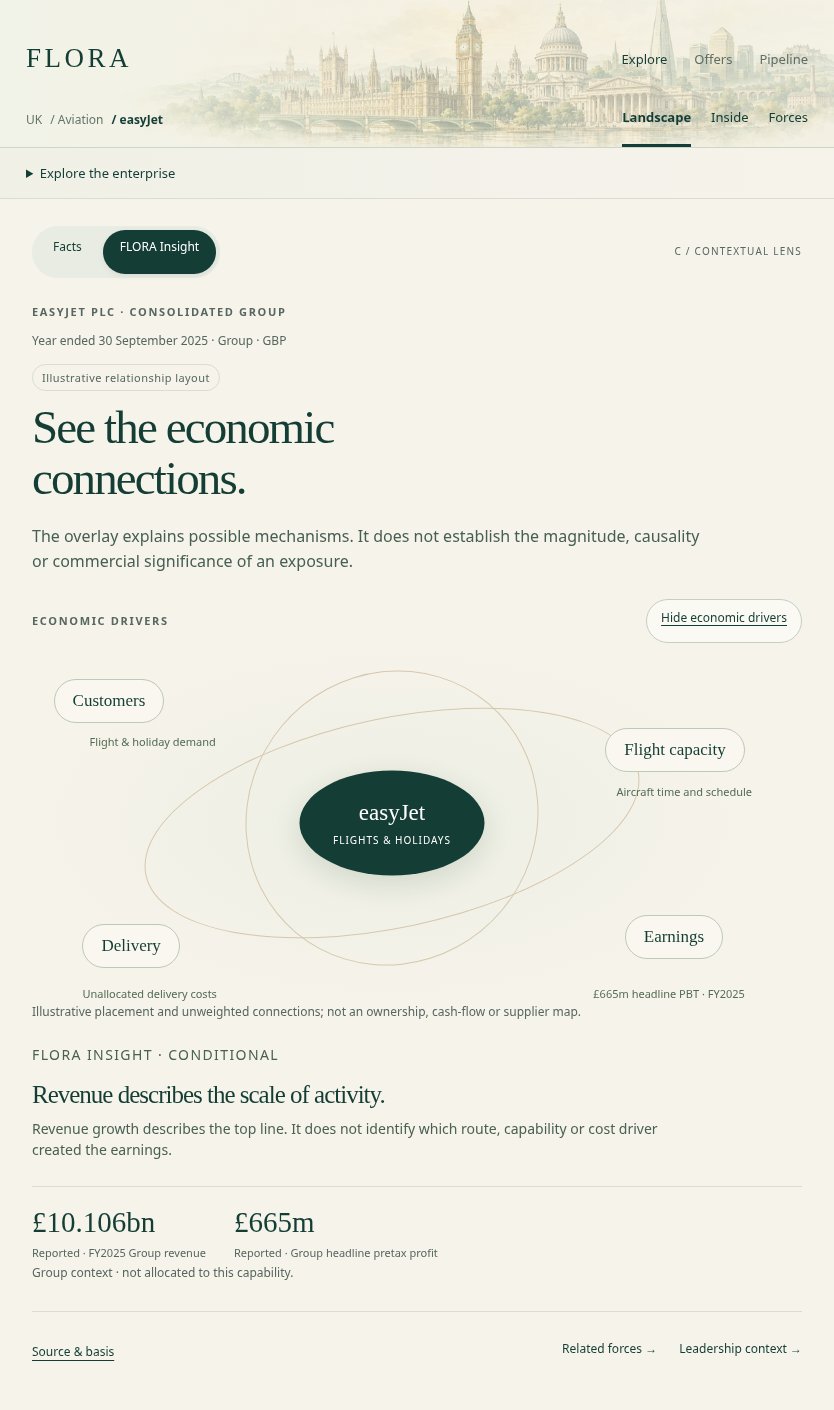 FLORA
Explore Offers Pipeline
UK / Aviation / easyJet
Landscape Inside Forces
▶ Explore the enterprise
Facts FLORA Insight
C / CONTEXTUAL LENS
EASYJET PLC · CONSOLIDATED GROUP
Year ended 30 September 2025 · Group · GBP
Illustrative relationship layout
See the economic
connections.
The overlay explains possible mechanisms. It does not establish the magnitude, causality
or commercial significance of an exposure.
ECONOMIC DRIVERS
Hide economic drivers
Customers
Flight & holiday demand
Flight capacity
Aircraft time and schedule
easyJet
FLIGHTS & HOLIDAYS
Delivery
Unallocated delivery costs
Earnings
£665m headline PBT · FY2025
Illustrative placement and unweighted connections; not an ownership, cash-flow or supplier map.
FLORA INSIGHT · CONDITIONAL
Revenue describes the scale of activity.
Revenue growth describes the top line. It does not identify which route, capability or cost driver
created the earnings.
£10.106bn £665m
Reported · FY2025 Group revenue Reported · Group headline pretax profit
Group context · not allocated to this capability.
Source & basis
Related forces → Leadership context →